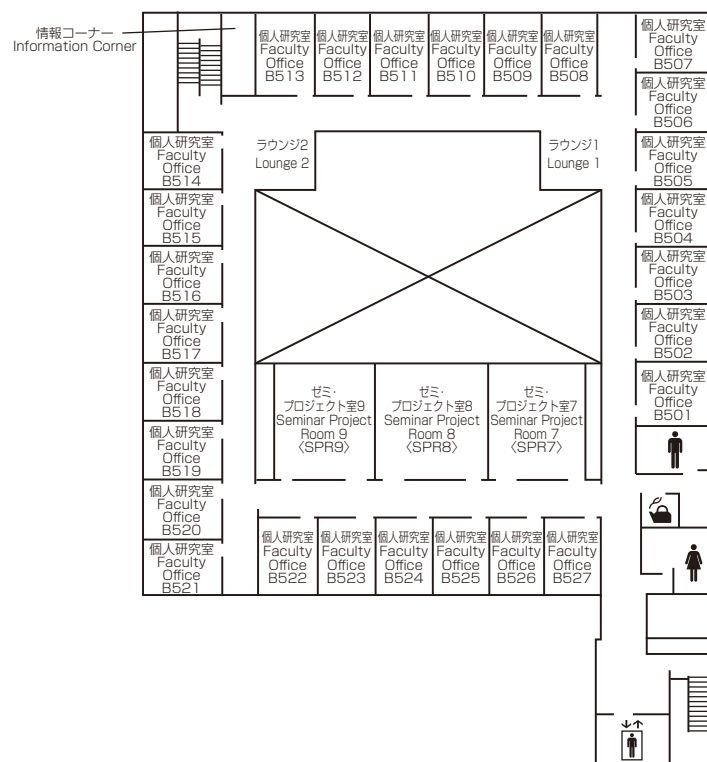 情報コーナー
Information Corner
個人研究室
Faculty
Office
B513
個人研究室
Faculty
Office
B512
個人研究室
Faculty
Office
B511
個人研究室
Faculty
Office
B510
個人研究室
Faculty
Office
B509
個人研究室
Faculty
Office
B508
個人研究室
Faculty
Office
B507
個人研究室
Faculty
Office
B506
個人研究室
Faculty
Office
B505
個人研究室
Faculty
Office
B504
個人研究室
Faculty
Office
B503
個人研究室
Faculty
Office
B502
個人研究室
Faculty
Office
B501
ラウンジ2
Lounge 2
ラウンジ1
Lounge 1
個人研究室
Faculty
Office
B514
個人研究室
Faculty
Office
B515
個人研究室
Faculty
Office
B516
個人研究室
Faculty
Office
B517
個人研究室
Faculty
Office
B518
個人研究室
Faculty
Office
B519
個人研究室
Faculty
Office
B520
個人研究室
Faculty
Office
B521
ゼミ・
プロジェクト室9
Seminar Project
Room 9
〈SPR9〉
ゼミ・
プロジェクト室8
Seminar Project
Room 8
〈SPR8〉
ゼミ・
プロジェクト室7
Seminar Project
Room 7
〈SPR7〉
個人研究室
Faculty
Office
B522
個人研究室
Faculty
Office
B523
個人研究室
Faculty
Office
B524
個人研究室
Faculty
Office
B525
個人研究室
Faculty
Office
B526
個人研究室
Faculty
Office
B527